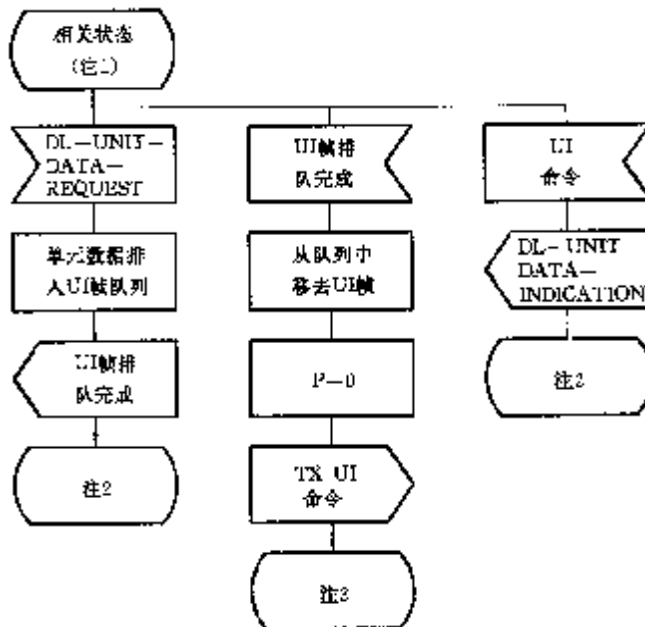 相关状态
(注1)
DL-UNIT-
DATA-
REQUEST
单元数据排
入UI帧队列
UI帧排
队完成
注2
UI帧排
队完成
从队列中
移去UI帧
P-0
TX UI
命令
注3
UI
命令
DL-UNIT
DATA-
INDICATION
注2